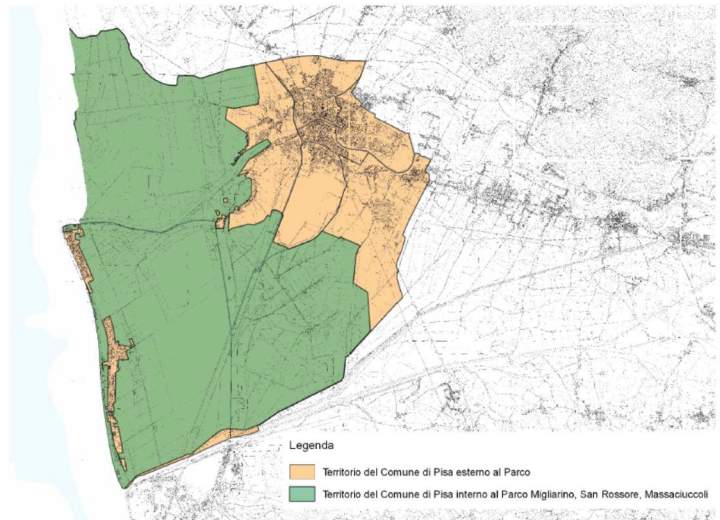 Legenda
Territorio del Comune di Pisa esterno al Parco
Territorio del Comune di Pisa interno al Parco Migliarino, San Rossore, Massaciuccoli